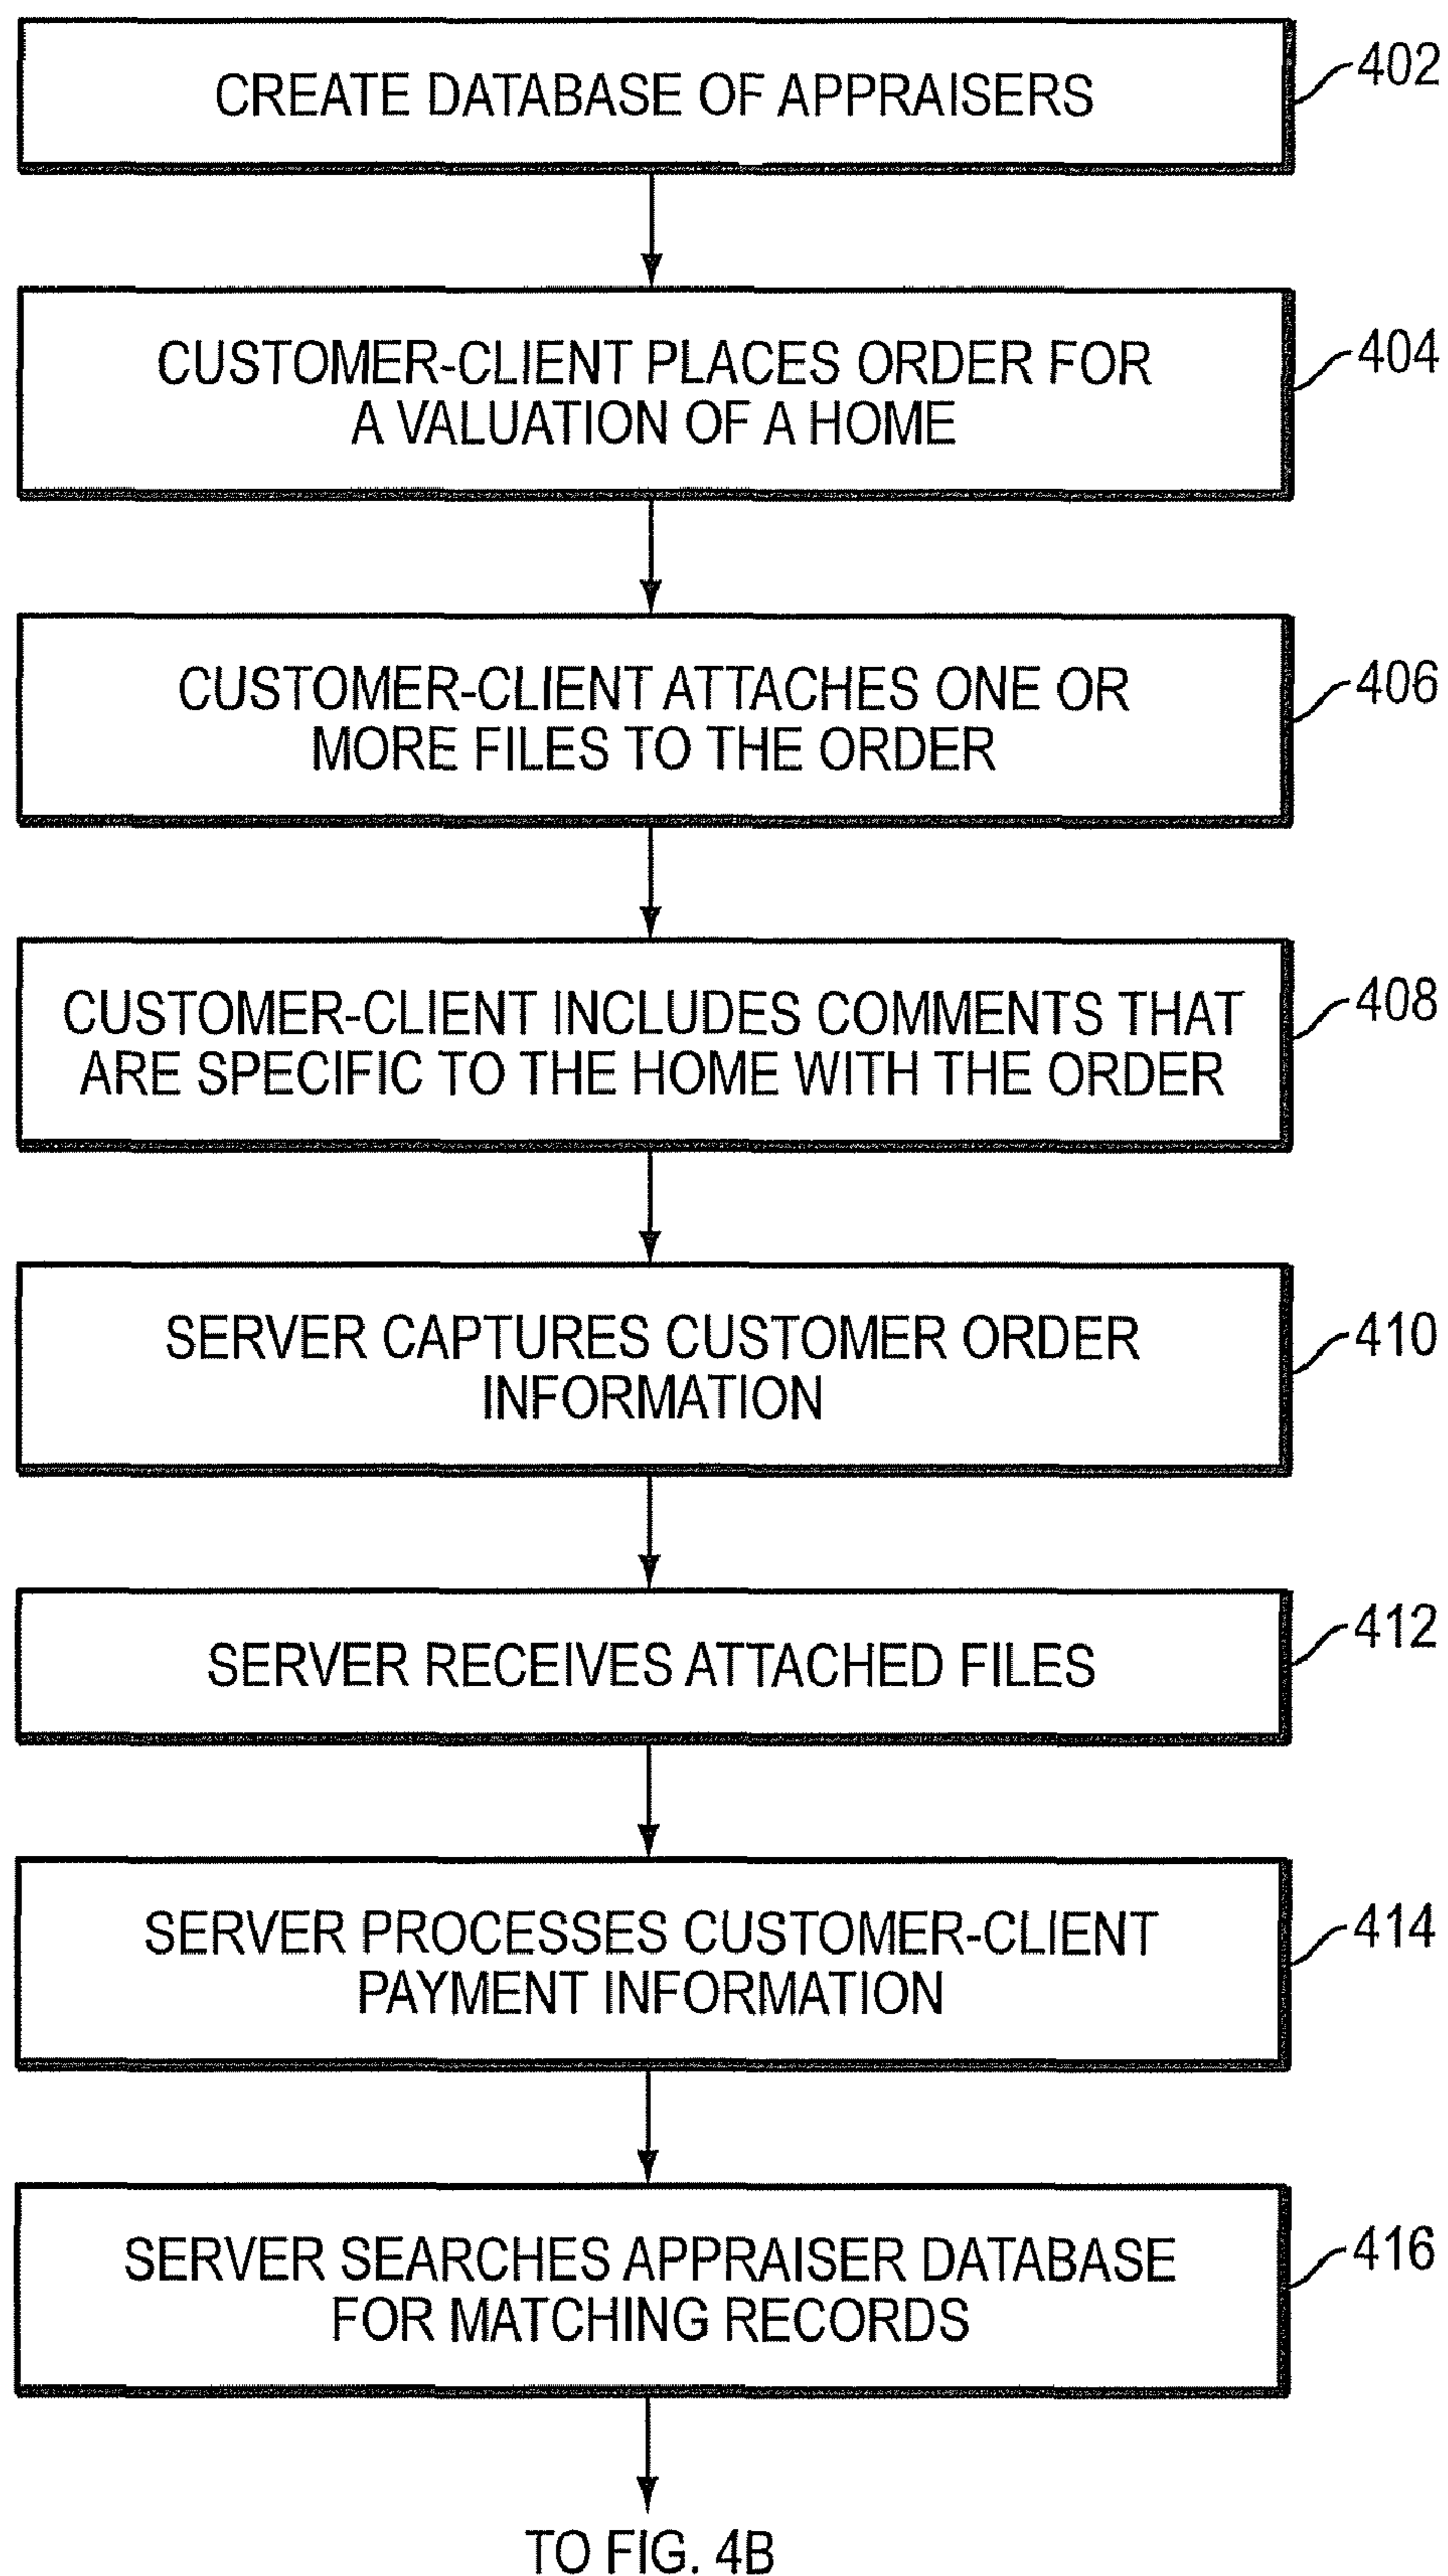 CREATE DATABASE OF APPRAISERS
402
CUSTOMER-CLIENT PLACES ORDER FOR
A VALUATION OF A HOME
404
CUSTOMER-CLIENT ATTACHES ONE OR
MORE FILES TO THE ORDER
406
CUSTOMER-CLIENT INCLUDES COMMENTS THAT
ARE SPECIFIC TO THE HOME WITH THE ORDER
408
SERVER CAPTURES CUSTOMER ORDER
INFORMATION
410
SERVER RECEIVES ATTACHED FILES
412
SERVER PROCESSES CUSTOMER-CLIENT
PAYMENT INFORMATION
414
SERVER SEARCHES APPRAISER DATABASE
FOR MATCHING RECORDS
416
TO FIG. 4B